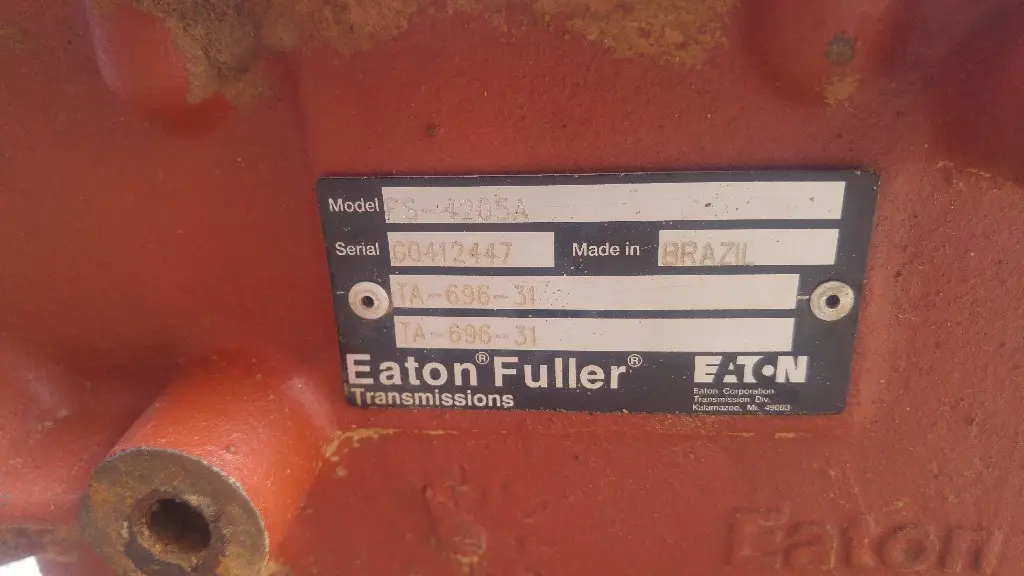 Model FS-4205A
Serial G0412447 Made in BRAZIL
TA-696-31
TA-696-31
Eaton® Fuller®
Transmissions
EATON
Eaton Corporation
Transmission Div.
Kalamazoo, Mi. 49003
Eaton